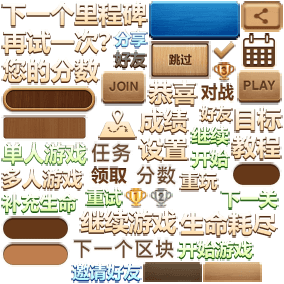 下一个里程碑
再试一次？
分享
好友
跳过
3
您的分数
JOIN
恭喜
对战
PLAY
成绩
好友
目标
继续
开始
教程
单人游戏
任务
设置
多人游戏
领取
分数
重玩
补充生命
重试
1
2
下一关
继续游戏
生命耗尽
下一个区块
开始游戏
邀请好友